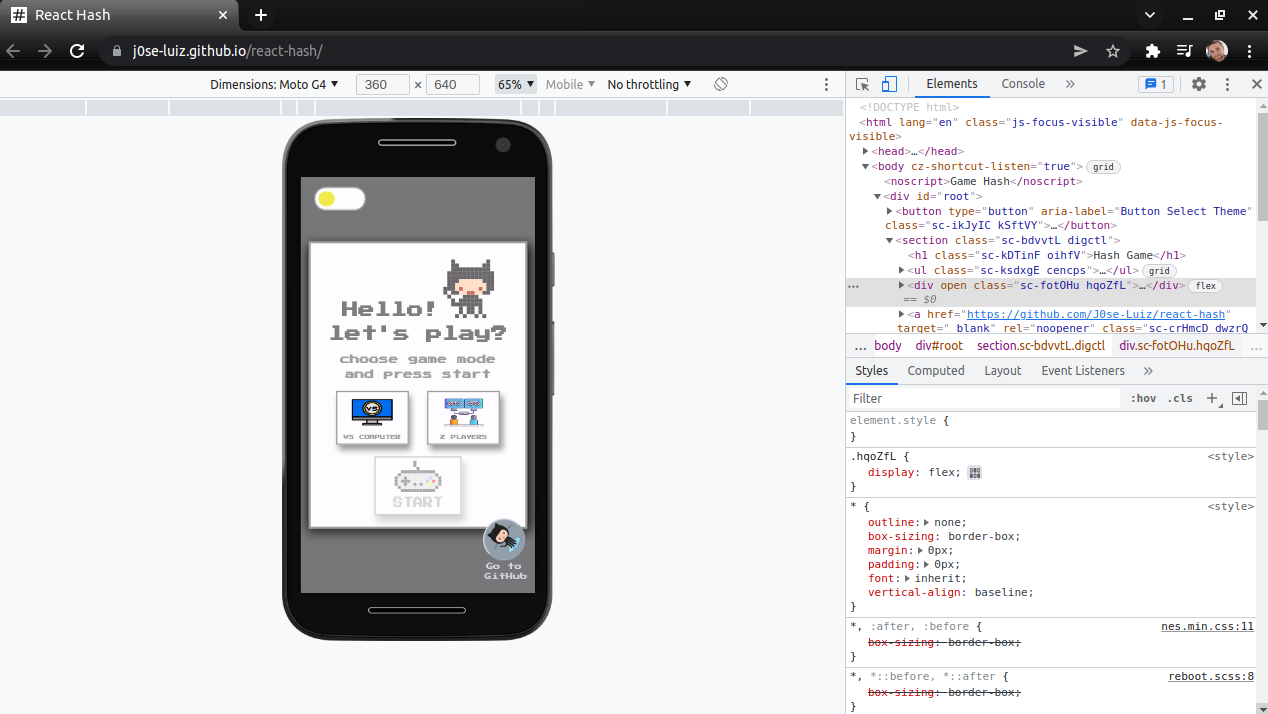 React Hash
j0se-luiz.github.io/react-hash/
Dimensions: Moto G4
360
×
640
65%
Mobile
No throttling
Hello!
let's play?
choose game mode
and press start
VS
VS COMPUTER
2 PLAYERS
START
Go to
GitHub
Elements
Console
»
1
<!DOCTYPE html>
<html lang="en" class="js-focus-visible" data-js-focus-
visible>
<head>…</head>
<body cz-shortcut-listen="true">
grid
<noscript>Game Hash</noscript>
<div id="root">
<button type="button" aria-label="Button Select Theme"
class="sc-ikJyIC kSftVY">…</button>
<section class="sc-bdvvtL digctl">
<h1 class="sc-kDTinF oihfV">Hash Game</h1>
<ul class="sc-ksdxgE cencps">…</ul>
grid
<div open class="sc-fotOHu hqoZfL">…</div>
flex
== $0
<a href="https://github.com/J0se-Luiz/react-hash"
target="_blank" rel="noopener" class="sc-crHmcD dwzrQ
...
body
div#root
section.sc-bdvvtL.digctl
div.sc-fotOHu.hqoZfL
...
Styles
Computed
Layout
Event Listeners
»
Filter
:hov
.cls
element.style {
}
.hqoZfL {
<style>
display: flex;
}
* {
<style>
outline: none;
box-sizing: border-box;
margin: 0px;
padding: 0px;
font: inherit;
vertical-align: baseline;
}
*, :after, :before {
nes.min.css:11
box-sizing: border-box;
}
*, *::before, *::after {
reboot.scss:8
box-sizing: border-box;
}